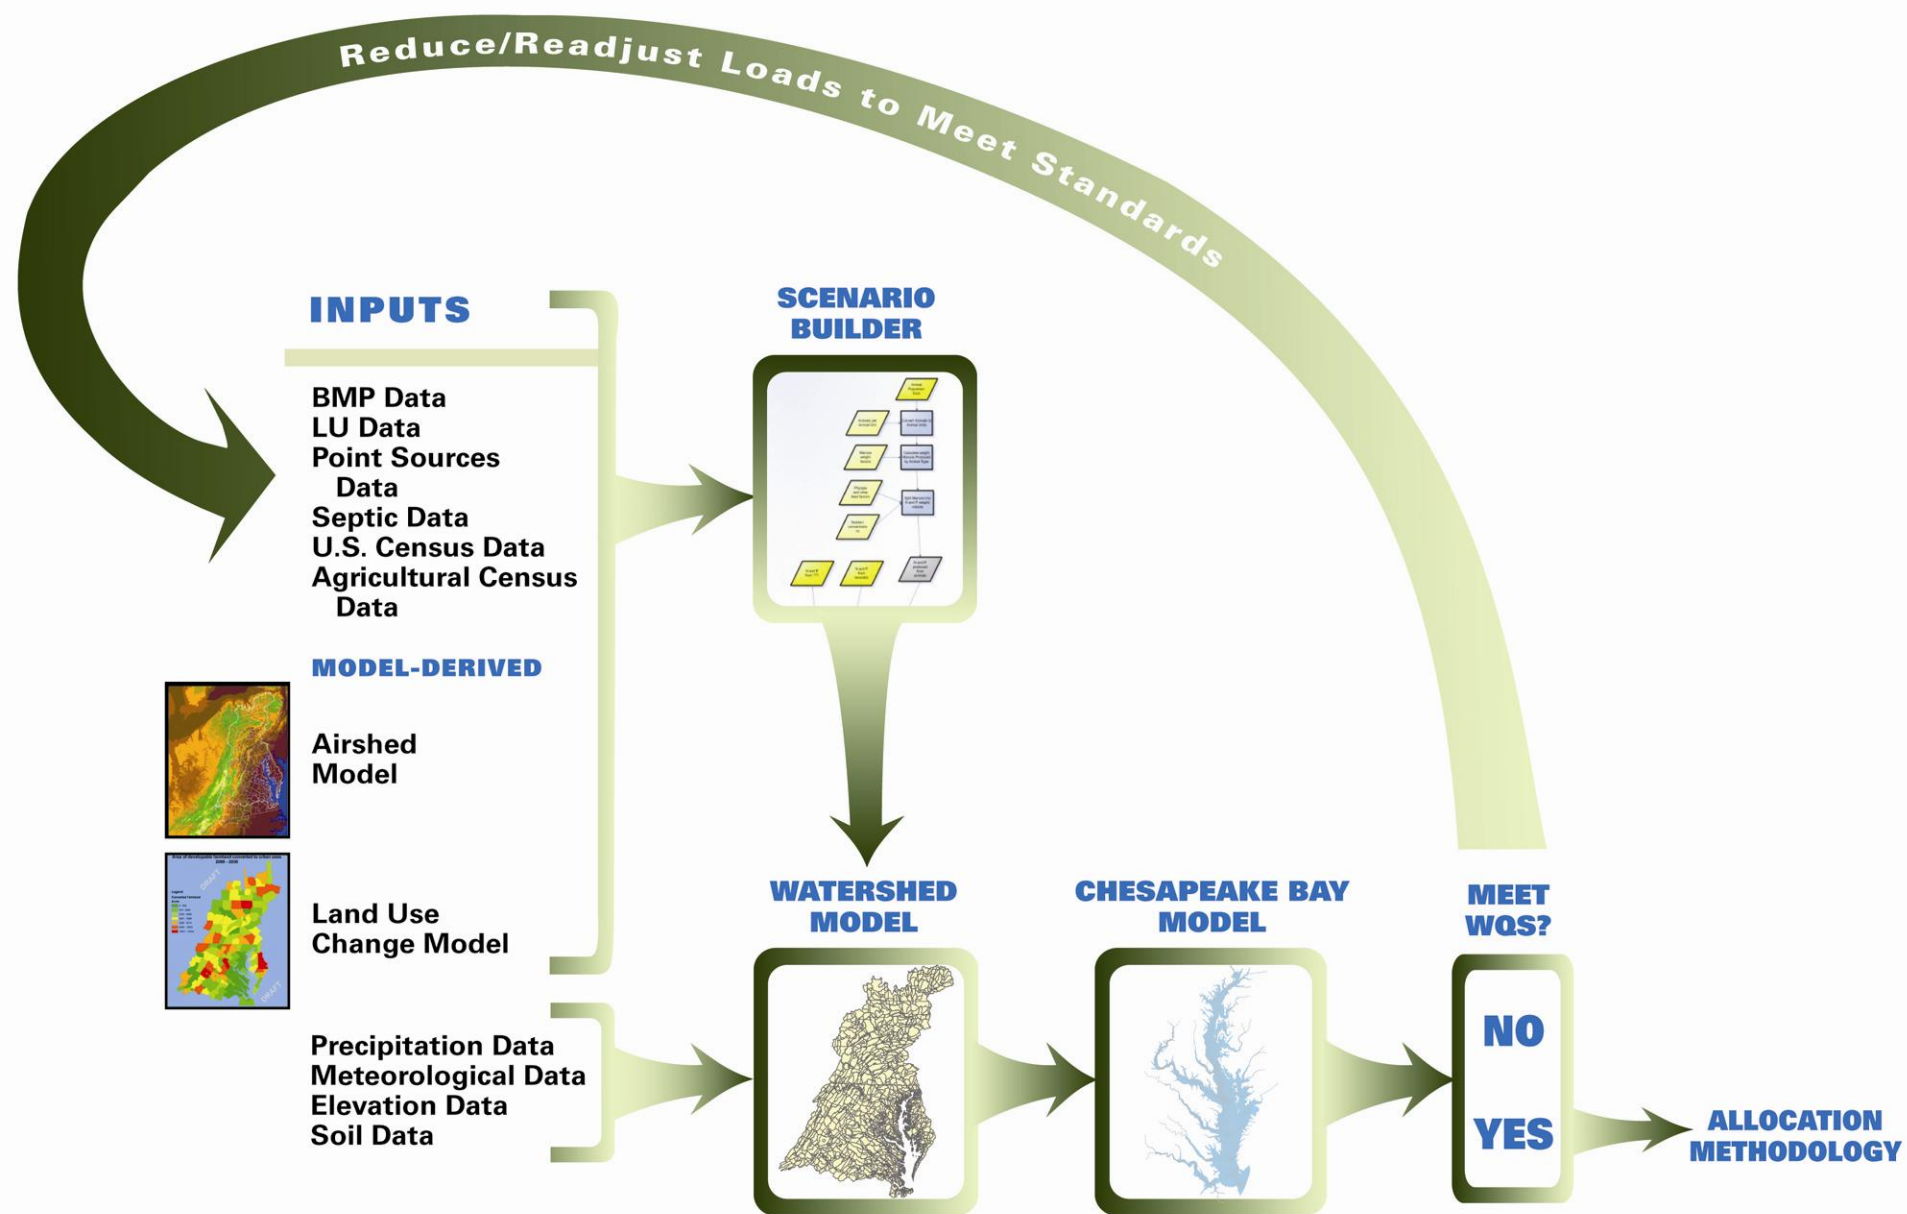 Reduce/Readjust Loads to Meet Standards
INPUTS
BMP Data
LU Data
Point Sources
Data
Septic Data
U.S. Census Data
Agricultural Census
Data
MODEL-DERIVED
Airshed
Model
DRAFT
DRAFT
Land Use
Change Model
Precipitation Data
Meteorological Data
Elevation Data
Soil Data
SCENARIO
BUILDER
WATERSHED
MODEL
CHESAPEAKE BAY
MODEL
MEET
WQS?
NO
YES
ALLOCATION
METHODOLOGY